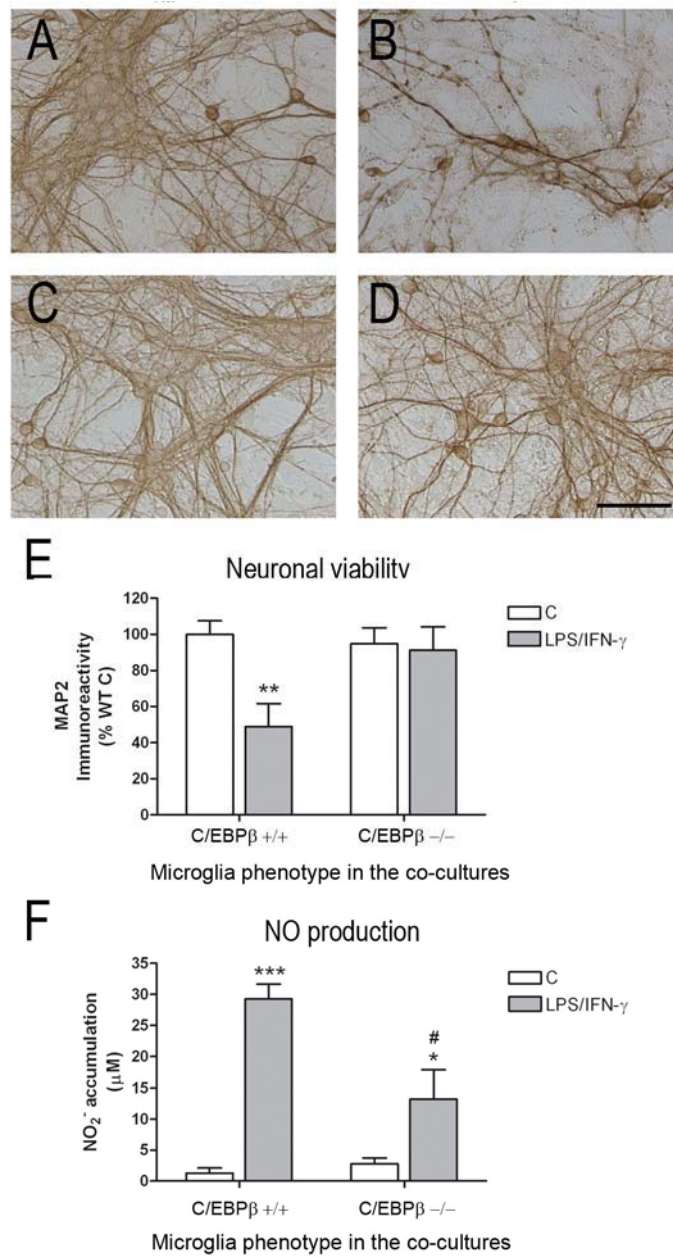 A
B
C
D
E
Neuronal viability
120
100
80
60
40
20
0
MAP2
Immunoreactivity
(% WT C)
**
C
LPS/IFN-γ
C/EBPβ +/+
C/EBPβ −/−
Microglia phenotype in the co-cultures
F
NO production
35
30
25
20
15
10
5
0
NO₂⁻ accumulation
(μM)
***
#
*
C
LPS/IFN-γ
C/EBPβ +/+
C/EBPβ −/−
Microglia phenotype in the co-cultures